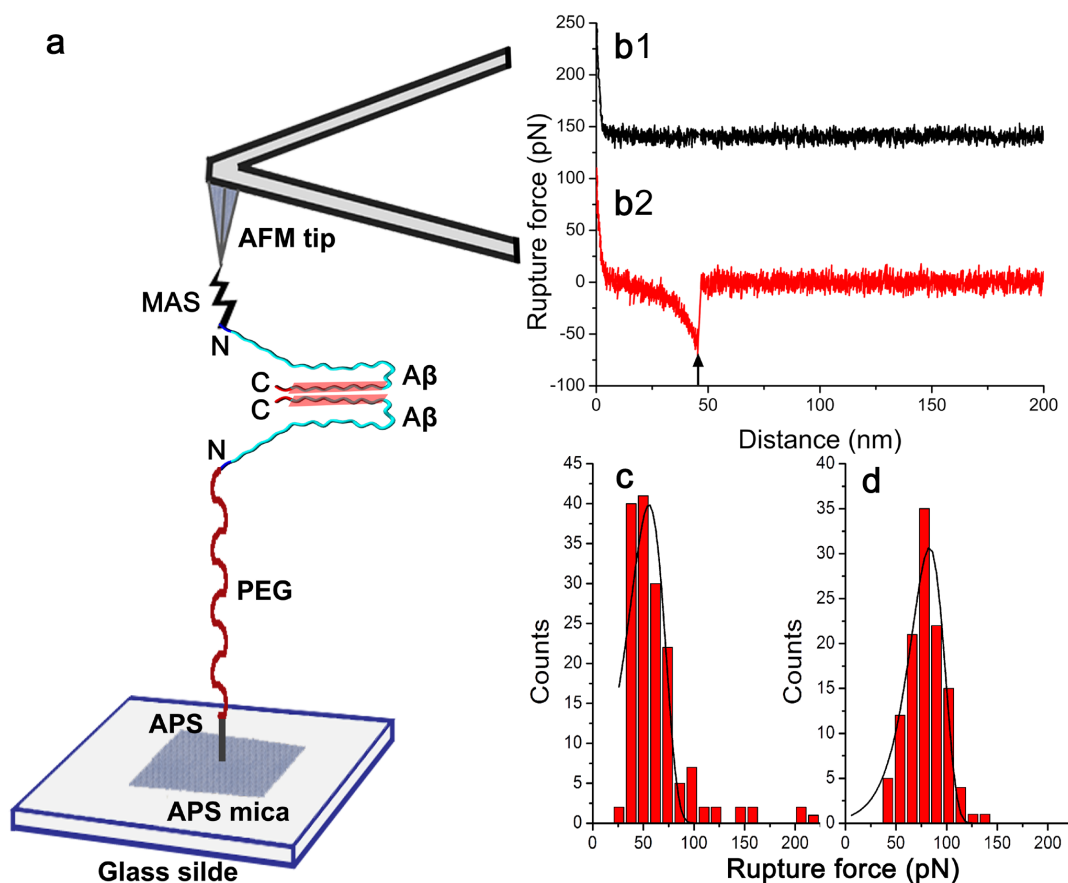 a
AFM tip
MAS
N
Aβ
C
C
Aβ
N
PEG
APS
APS mica
Glass silde
b1
b2
250
200
150
100
50
0
-50
-100
Rupture force (pN)
0 50 100 150 200
Distance (nm)
c
45
40
35
30
25
20
15
10
5
0
Counts
0 50 100 150 200
d
40
35
30
25
20
15
10
5
0
Counts
0 50 100 150 200
Rupture force (pN)